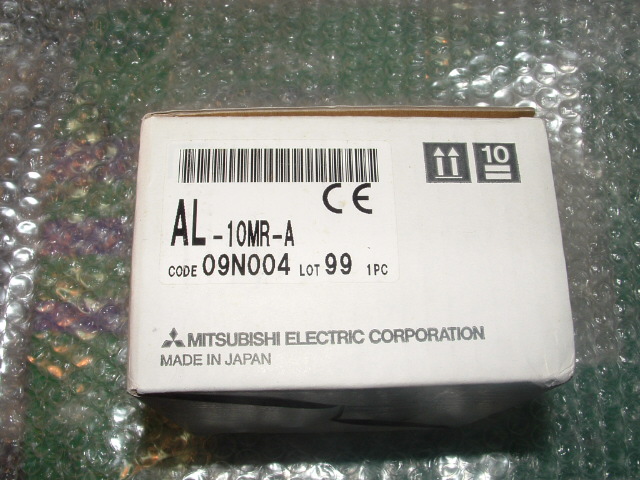 10
CE
AL-10MR-A
CODE 09N004 LOT 99 1PC
MITSUBISHI ELECTRIC CORPORATION
MADE IN JAPAN